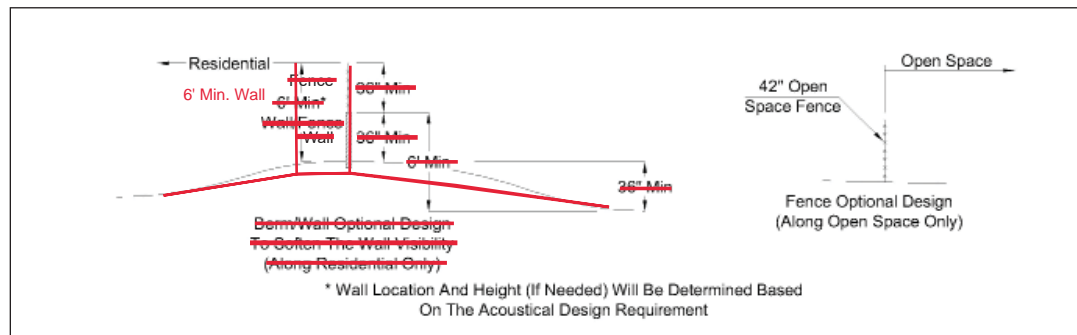 Residential
6' Min. Wall
Fence
6' Min*
Wall/Fence
Wall
36" Min
36" Min
6' Min
36" Min
Berm/Wall Optional Design
To Soften The Wall Visibility
(Along Residential Only)
Open Space
42" Open
Space Fence
Fence Optional Design
(Along Open Space Only)
* Wall Location And Height (If Needed) Will Be Determined Based
On The Acoustical Design Requirement